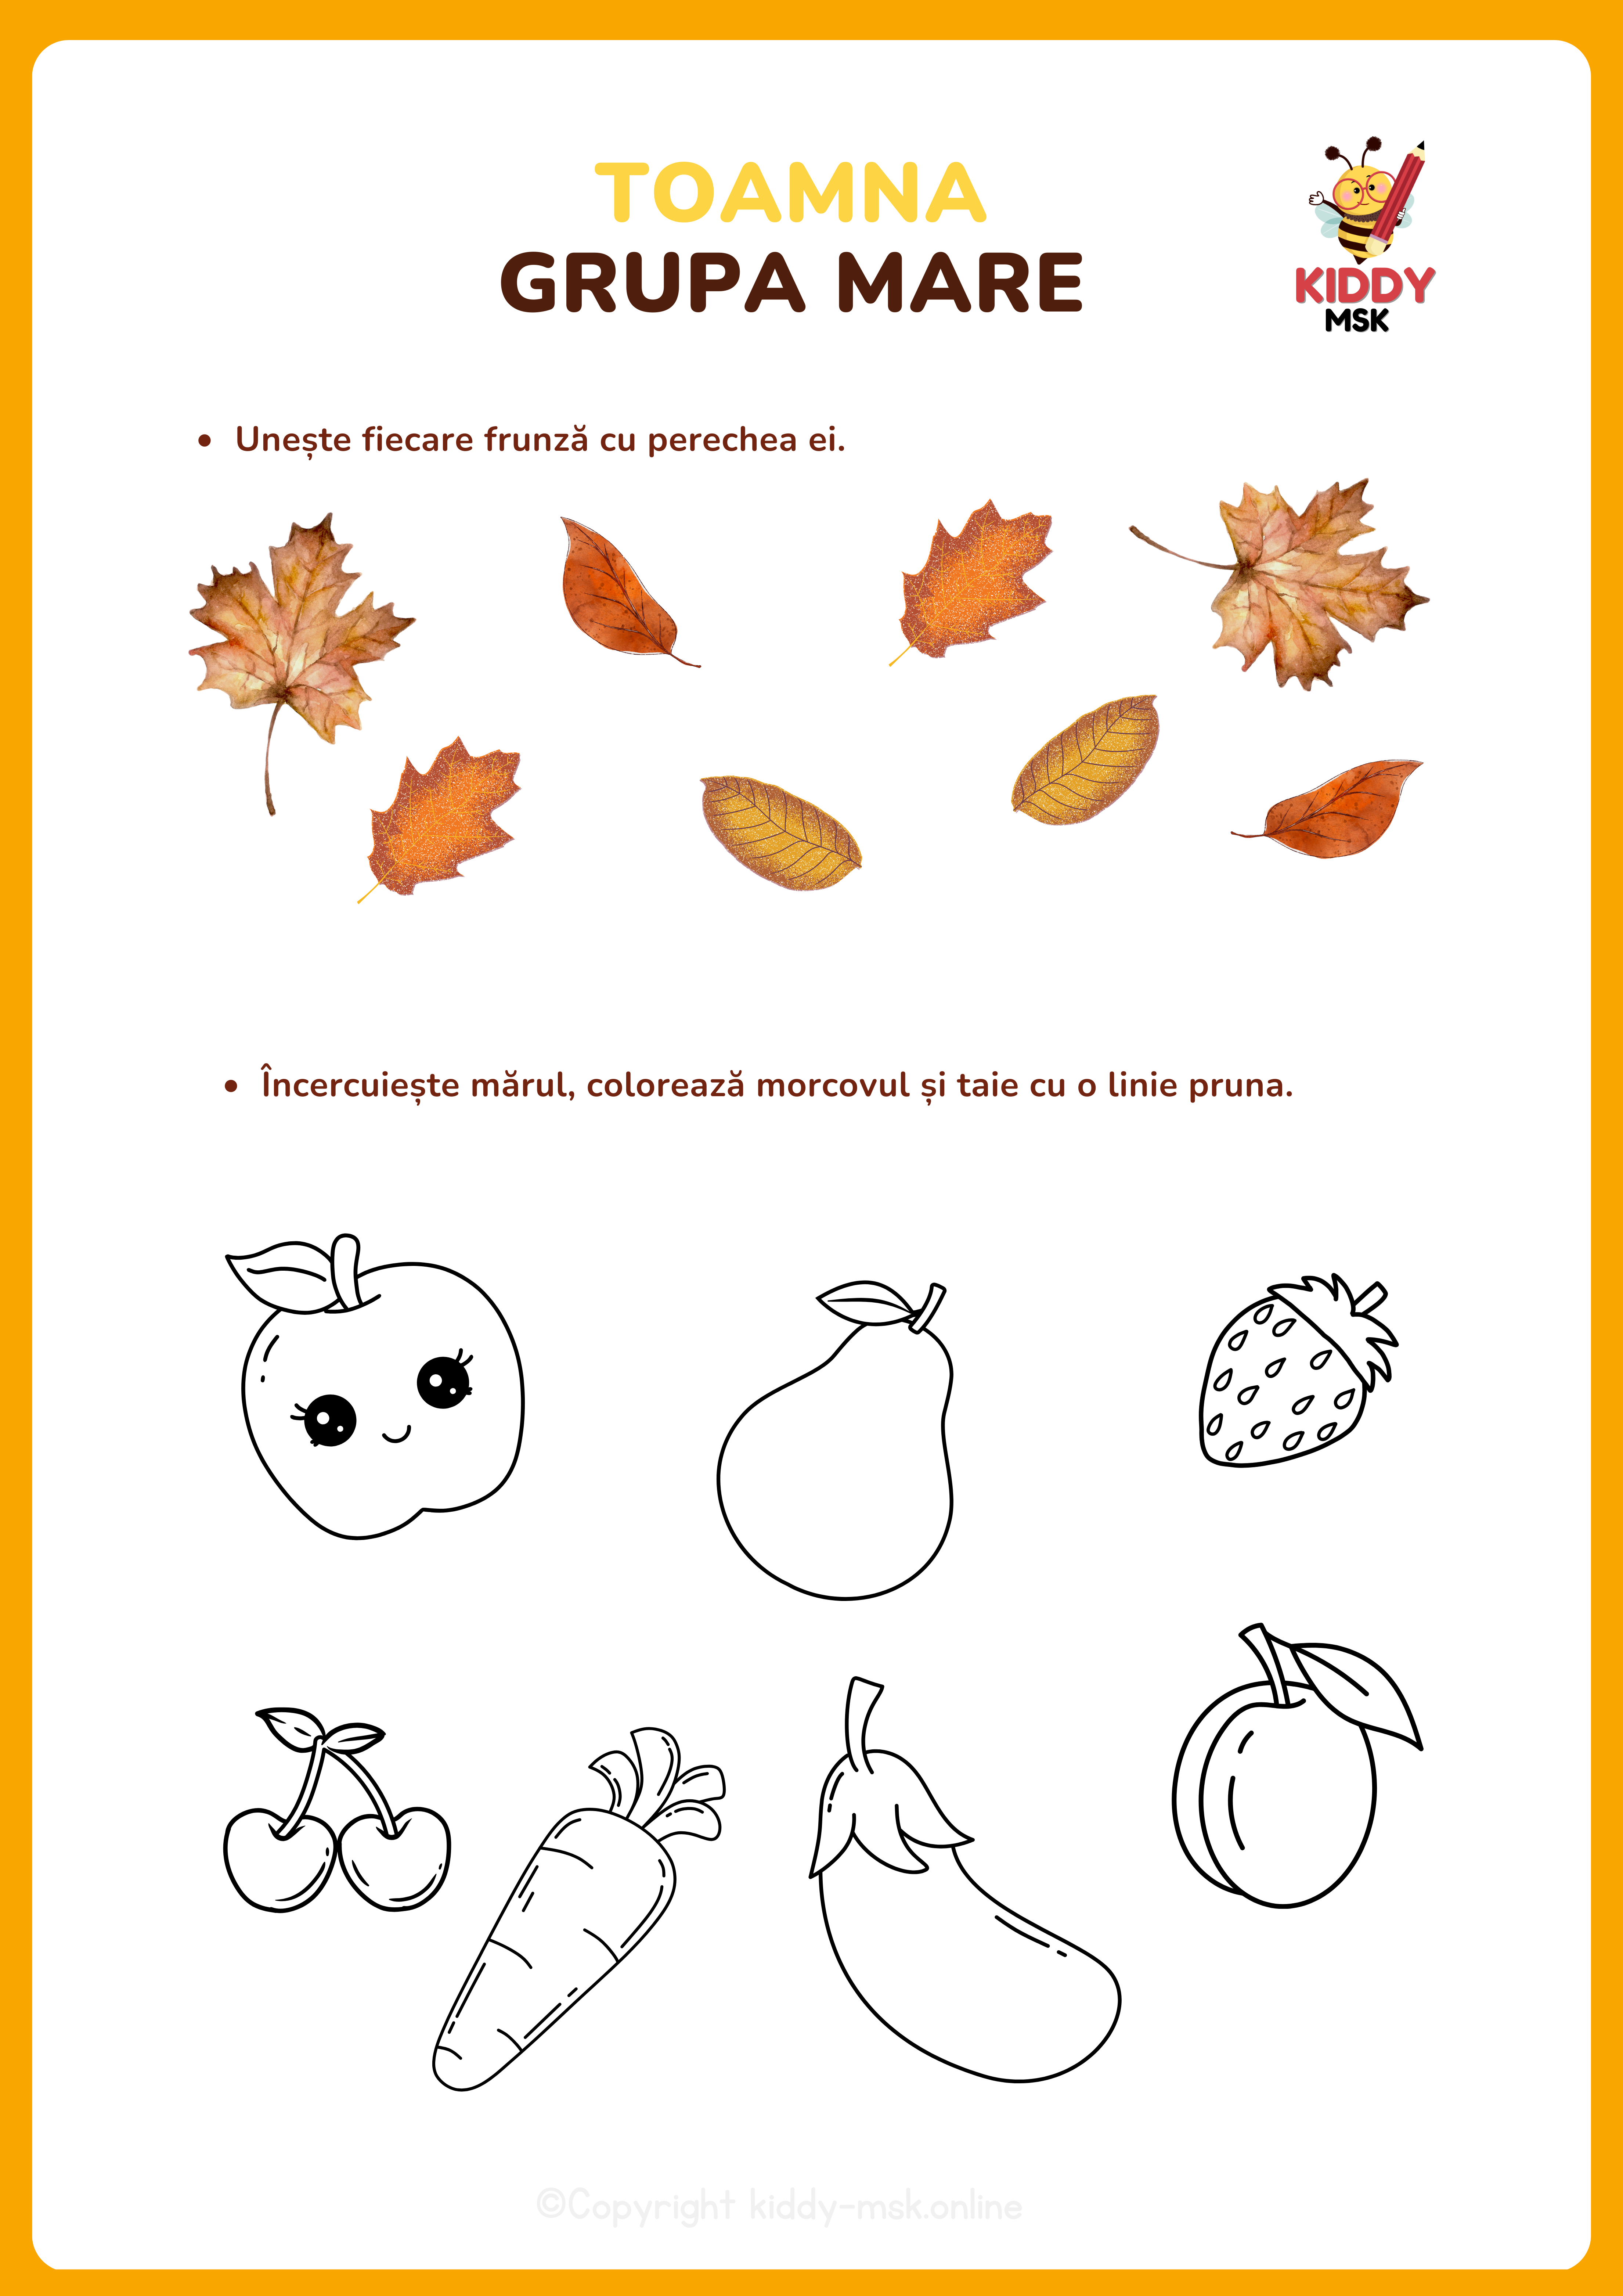 TOAMNA
GRUPA MARE
KIDDY
MSK
• Unește fiecare frunză cu perechea ei.
• Încercuiește mărul, colorează morcovul și taie cu o linie pruna.
©Copyright kiddy-msk.online